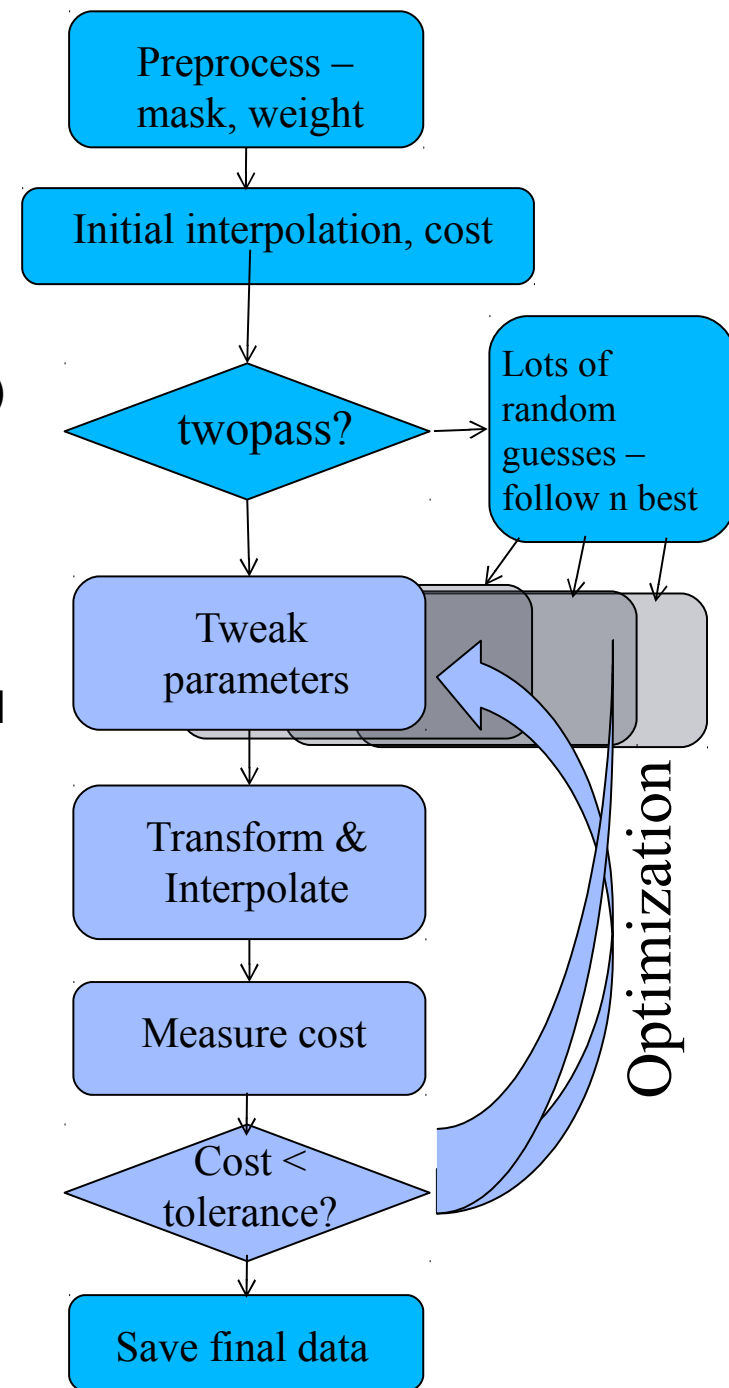 Preprocess –
mask, weight
Initial interpolation, cost
twopass?
Lots of
random
guesses –
follow n best
)
Tweak
parameters
Transform &
Interpolate
Optimization
Measure cost
Cost <
tolerance?
Save final data